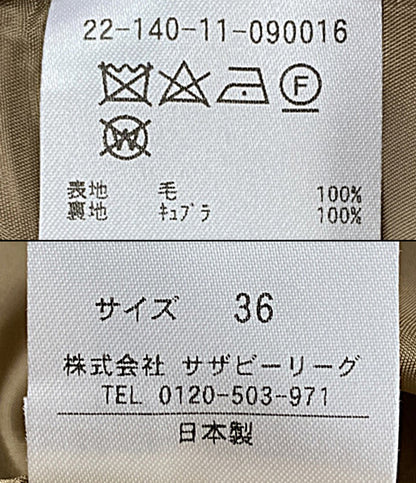 22-140-11-090016
F
W
表地 毛 100%
裏地 ｷｭﾌﾟﾗ 100%
サイズ 36
株式会社 サザビーリーグ
TEL 0120-503-971
日本製